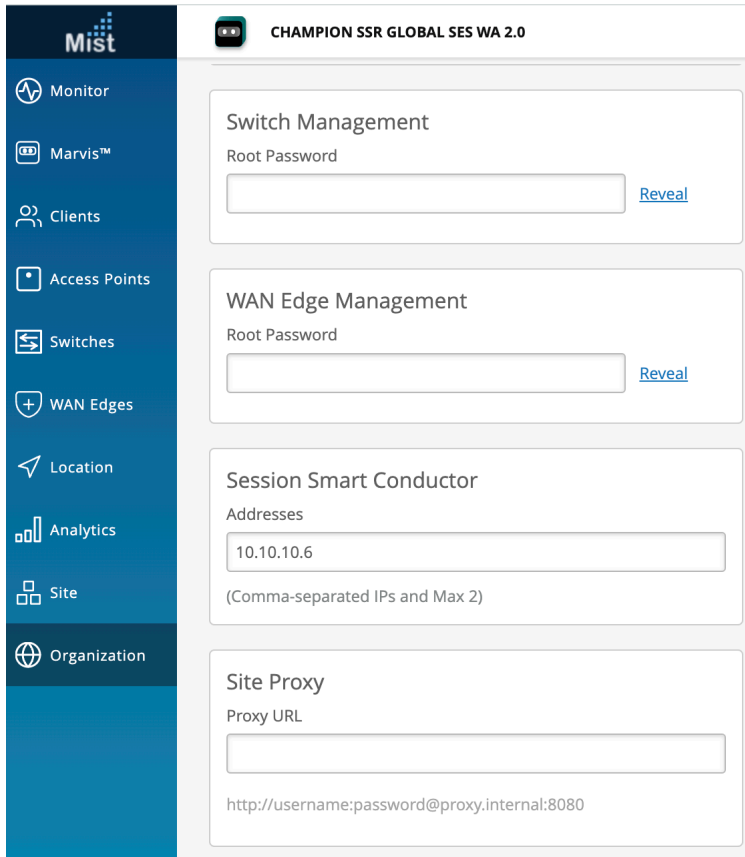 Mist
CHAMPION SSR GLOBAL SES WA 2.0
Monitor
Marvis™
Clients
Access Points
Switches
WAN Edges
Location
Analytics
Site
Organization
Switch Management
Root Password
Reveal
WAN Edge Management
Root Password
Reveal
Session Smart Conductor
Addresses
10.10.10.6
(Comma-separated IPs and Max 2)
Site Proxy
Proxy URL
http://username:password@proxy.internal:8080